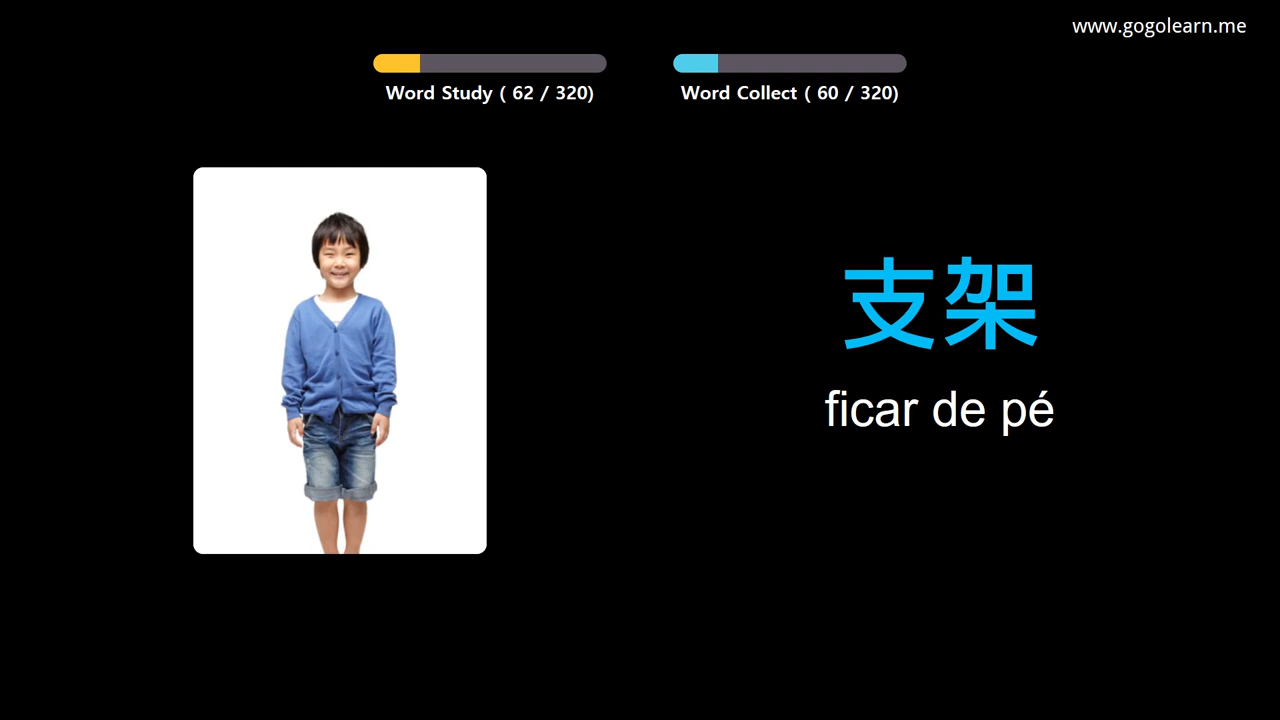 www.gogolearn.me
Word Study ( 62 / 320)
Word Collect ( 60 / 320)
支架
ficar de pé